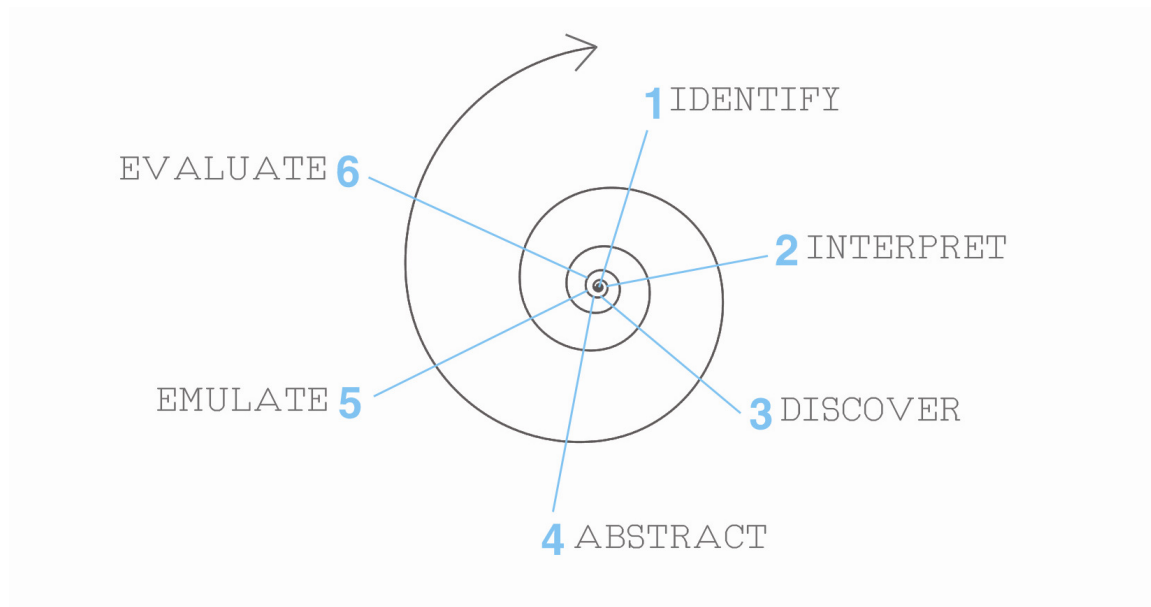 1 IDENTIFY
2 INTERPRET
3 DISCOVER
4 ABSTRACT
5 EMULATE
6 EVALUATE